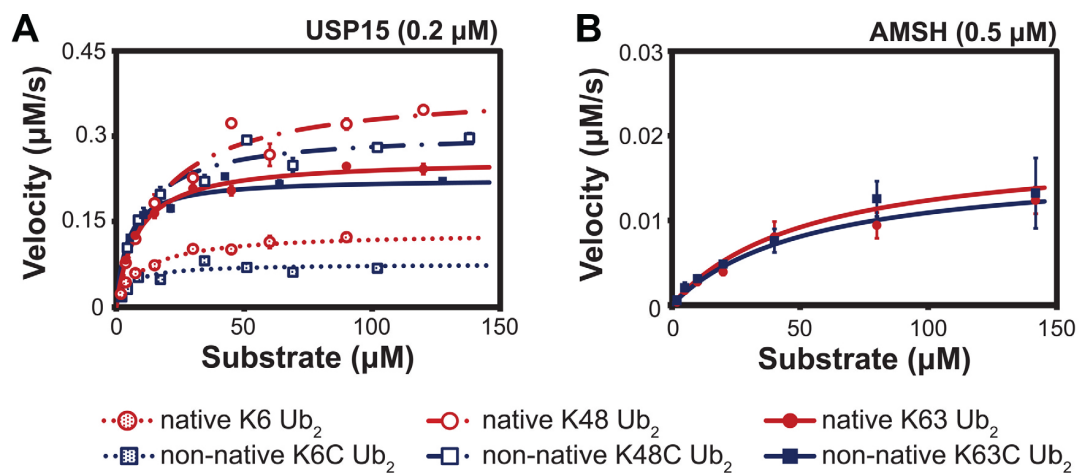 A
USP15 (0.2 µM)
Velocity (µM/s)
0.45
0.3
0.15
0
0 50 100 150
Substrate (µM)
B
AMSH (0.5 µM)
Velocity (µM/s)
0.03
0.02
0.01
0
0 50 100 150
Substrate (µM)
native K6 Ub2
native K48 Ub2
native K63 Ub2
non-native K6C Ub2
non-native K48C Ub2
non-native K63C Ub2